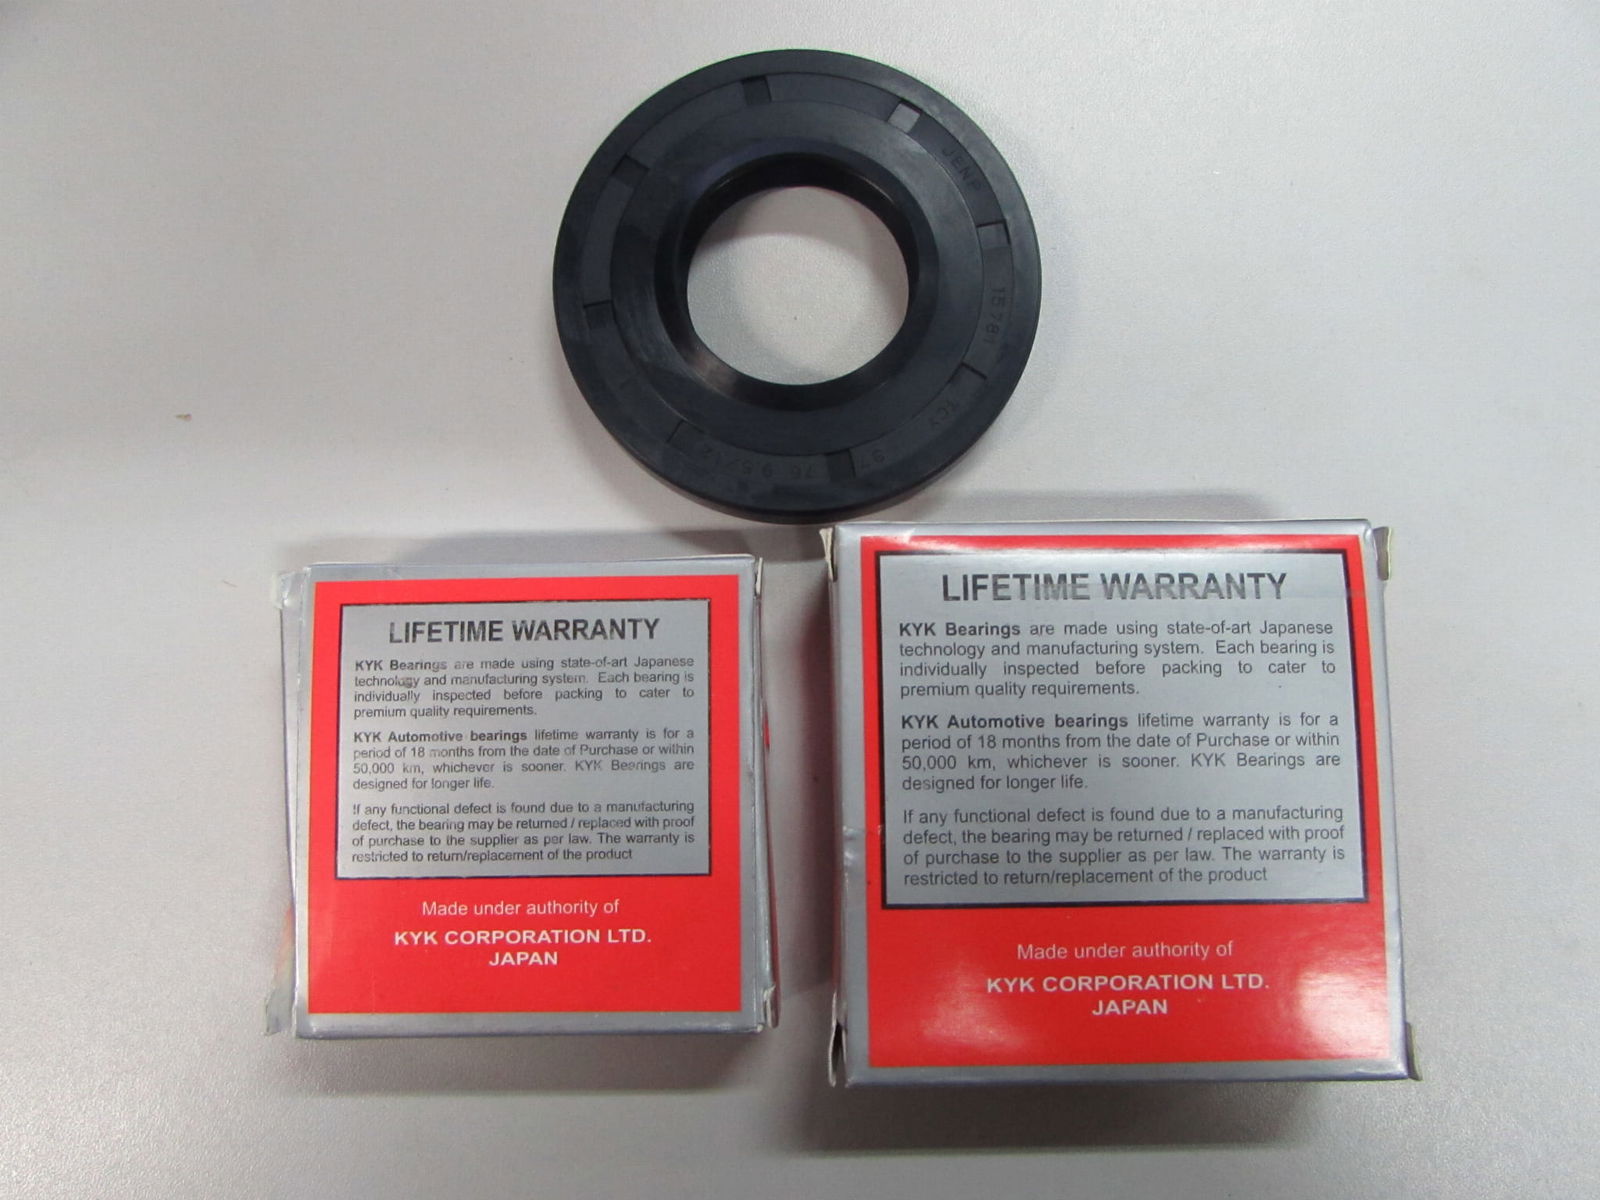 JENF
15781
TCY
37
76 9.5/12
LIFETIME WARRANTY
KYK Bearings are made using state-of-art Japanese
technology and manufacturing system. Each bearing is
individually inspected before packing to cater to
premium quality requirements.
KYK Automotive bearings lifetime warranty is for a
period of 18 months from the date of Purchase or within
50,000 km, whichever is sooner. KYK Bearings are
designed for longer life.
If any functional defect is found due to a manufacturing
defect, the bearing may be returned / replaced with proof
of purchase to the supplier as per law. The warranty is
restricted to return/replacement of the product
Made under authority of
KYK CORPORATION LTD.
JAPAN
LIFETIME WARRANTY
KYK Bearings are made using state-of-art Japanese
technology and manufacturing system. Each bearing is
individually inspected before packing to cater to
premium quality requirements.
KYK Automotive bearings lifetime warranty is for a
period of 18 months from the date of Purchase or within
50,000 km, whichever is sooner. KYK Bearings are
designed for longer life.
If any functional defect is found due to a manufacturing
defect, the bearing may be returned / replaced with proof
of purchase to the supplier as per law. The warranty is
restricted to return/replacement of the product
Made under authority of
KYK CORPORATION LTD.
JAPAN